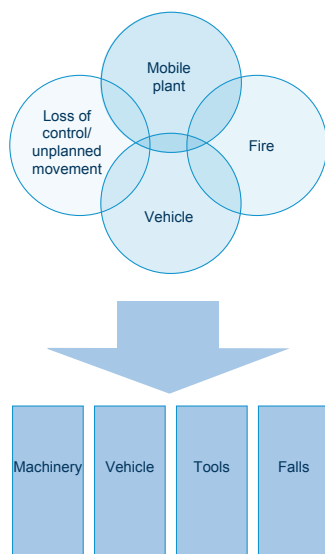 Mobile
plant
Loss of
control/
unplanned
movement
Fire
Vehicle
Machinery
Vehicle
Tools
Falls